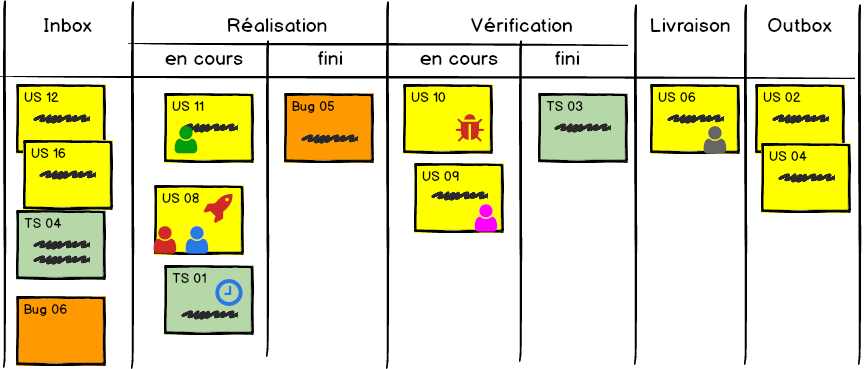 Inbox
Réalisation
Vérification
Livraison
Outbox
en cours
fini
en cours
fini
US 12
US 16
TS 04
Bug 06
US 11
US 08
TS 01
Bug 05
US 10
US 09
TS 03
US 06
US 02
US 04